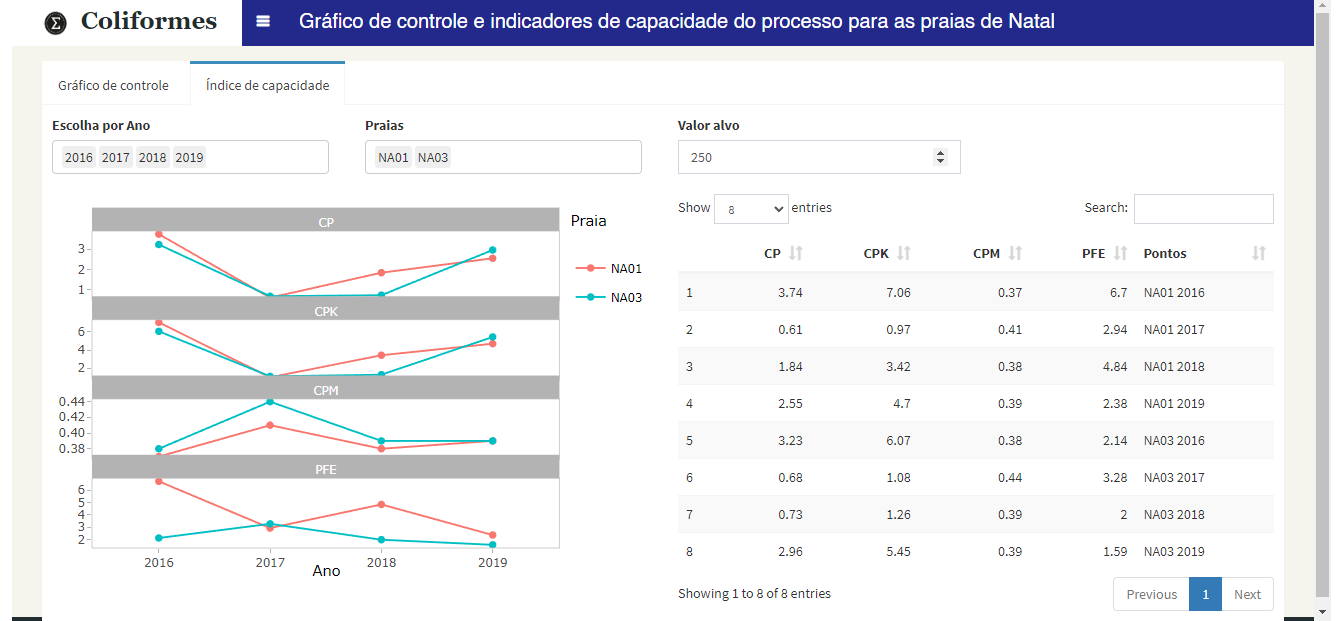 Σ Coliformes
Gráfico de controle e indicadores de capacidade do processo para as praias de Natal
Gráfico de controle Índice de capacidade
Escolha por Ano Praias Valor alvo
2016 2017 2018 2019 NA01 NA03 250
Show 8 entries Search:
CP
3
2
1
CPK
6
4
2
CPM
0.44
0.42
0.40
0.38
PFE
6
5
4
3
2
2016 2017 2018 2019
Ano
Praia
NA01
NA03
CP CPK CPM PFE Pontos
1 3.74 7.06 0.37 6.7 NA01 2016
2 0.61 0.97 0.41 2.94 NA01 2017
3 1.84 3.42 0.38 4.84 NA01 2018
4 2.55 4.7 0.39 2.38 NA01 2019
5 3.23 6.07 0.38 2.14 NA03 2016
6 0.68 1.08 0.44 3.28 NA03 2017
7 0.73 1.26 0.39 2 NA03 2018
8 2.96 5.45 0.39 1.59 NA03 2019
Showing 1 to 8 of 8 entries
Previous 1 Next